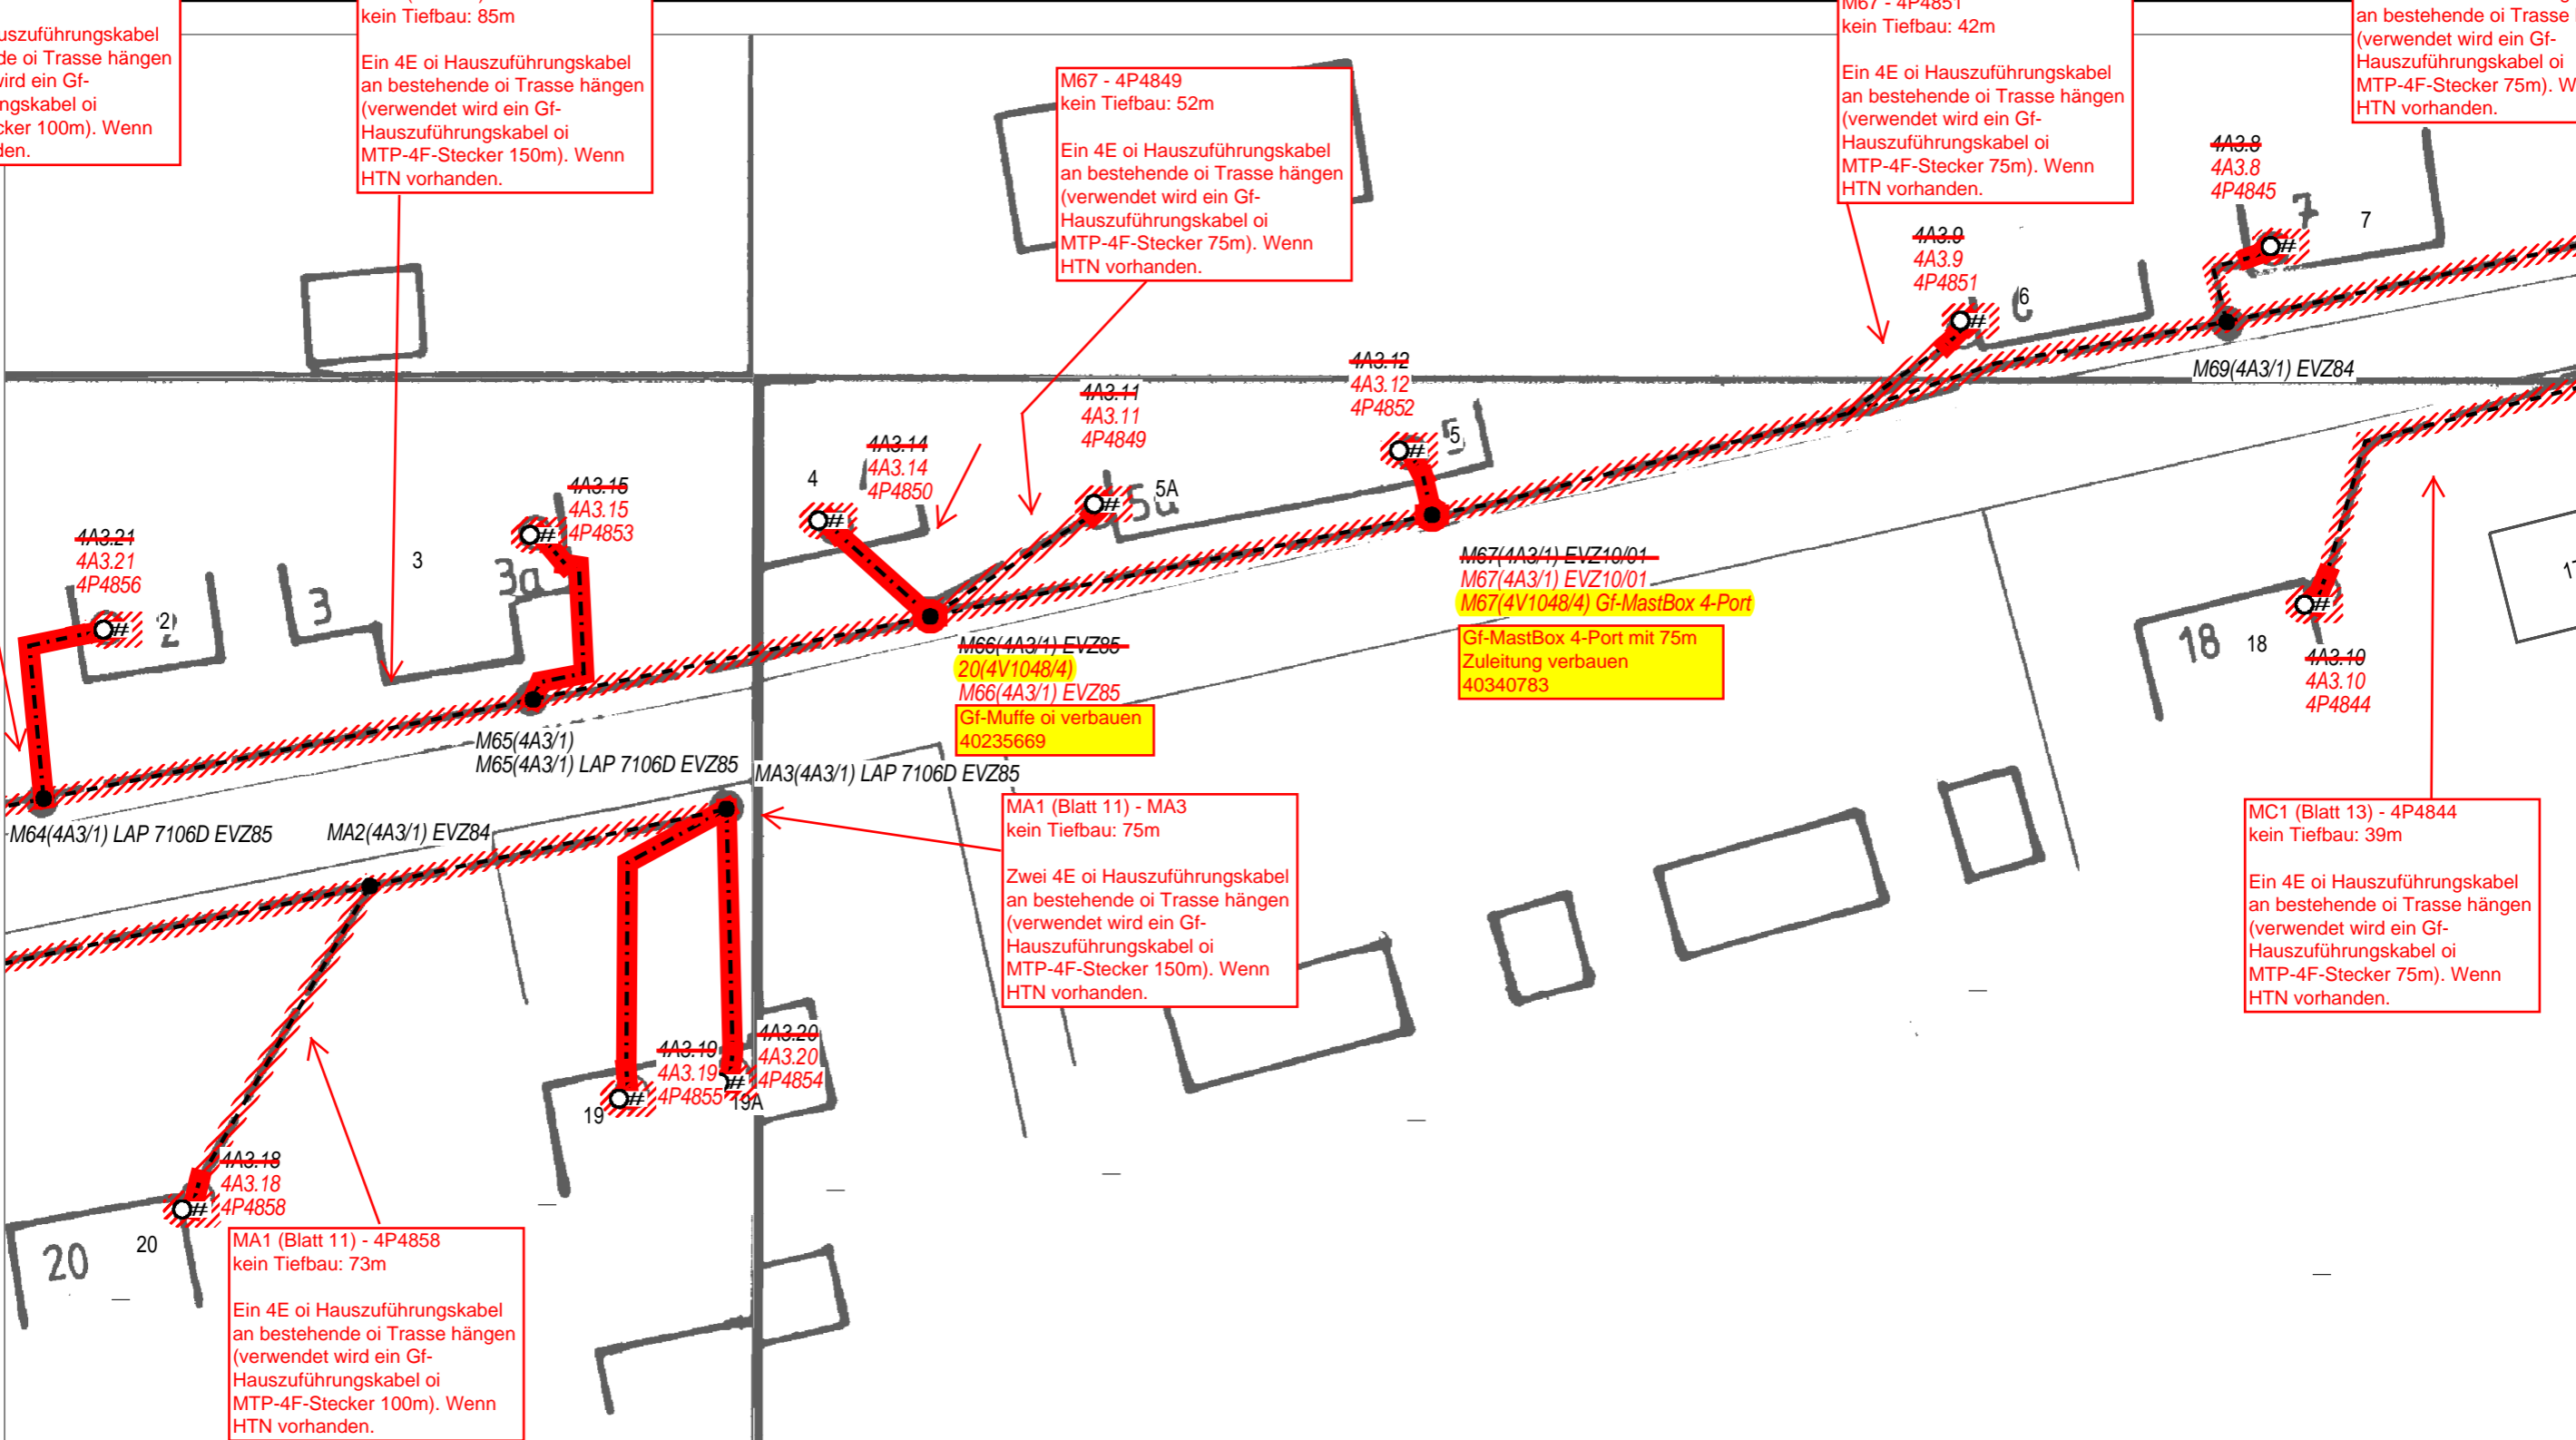 kein Tiefbau: 85m
Ein 4E oi Hauszuführungskabel
an bestehende oi Trasse hängen
(verwendet wird ein Gf-
Hauszuführungskabel oi
MTP-4F-Stecker 150m). Wenn
HTN vorhanden.
M67 - 4P4849
kein Tiefbau: 52m
Ein 4E oi Hauszuführungskabel
an bestehende oi Trasse hängen
(verwendet wird ein Gf-
Hauszuführungskabel oi
MTP-4F-Stecker 75m). Wenn
HTN vorhanden.
M67 - 4P4851
kein Tiefbau: 42m
Ein 4E oi Hauszuführungskabel
an bestehende oi Trasse hängen
(verwendet wird ein Gf-
Hauszuführungskabel oi
MTP-4F-Stecker 75m). Wenn
HTN vorhanden.
an bestehende oi Trasse
(verwendet wird ein Gf-
Hauszuführungskabel oi
MTP-4F-Stecker 75m). W
HTN vorhanden.
uszuführungskabel
de oi Trasse hängen
wird ein Gf-
ngskabel oi
cker 100m). Wenn
den.
4A3.8
4A3.8
4P4845
7
7
4A3.9
4A3.9
4P4851
6
6
M69(4A3/1) EVZ84
4A3.12
4A3.12
4P4852
5
5
4A3.11
4A3.11
4P4849
5A
5a
4A3.14
4A3.14
4P4850
4
4A3.15
4A3.15
4P4853
3
3
3a
4A3.21
4A3.21
4P4856
2
2
M67(4A3/1) EVZ10/01
M67(4A3/1) EVZ10/01
M67(4V1048/4) Gf-MastBox 4-Port
Gf-MastBox 4-Port mit 75m
Zuleitung verbauen
40340783
M66(4A3/1) EVZ85
20(4V1048/4)
M66(4A3/1) EVZ85
Gf-Muffe oi verbauen
40235669
M65(4A3/1)
M65(4A3/1) LAP 7106D EVZ85
MA3(4A3/1) LAP 7106D EVZ85
M64(4A3/1) LAP 7106D EVZ85
MA2(4A3/1) EVZ84
18
18
4A3.10
4A3.10
4P4844
17
MA1 (Blatt 11) - MA3
kein Tiefbau: 75m
Zwei 4E oi Hauszuführungskabel
an bestehende oi Trasse hängen
(verwendet wird ein Gf-
Hauszuführungskabel oi
MTP-4F-Stecker 150m). Wenn
HTN vorhanden.
MC1 (Blatt 13) - 4P4844
kein Tiefbau: 39m
Ein 4E oi Hauszuführungskabel
an bestehende oi Trasse hängen
(verwendet wird ein Gf-
Hauszuführungskabel oi
MTP-4F-Stecker 75m). Wenn
HTN vorhanden.
4A3.19
4A3.19
4P4855
19
4A3.20
4A3.20
4P4854
19A
4A3.18
4A3.18
4P4858
20
20
MA1 (Blatt 11) - 4P4858
kein Tiefbau: 73m
Ein 4E oi Hauszuführungskabel
an bestehende oi Trasse hängen
(verwendet wird ein Gf-
Hauszuführungskabel oi
MTP-4F-Stecker 100m). Wenn
HTN vorhanden.